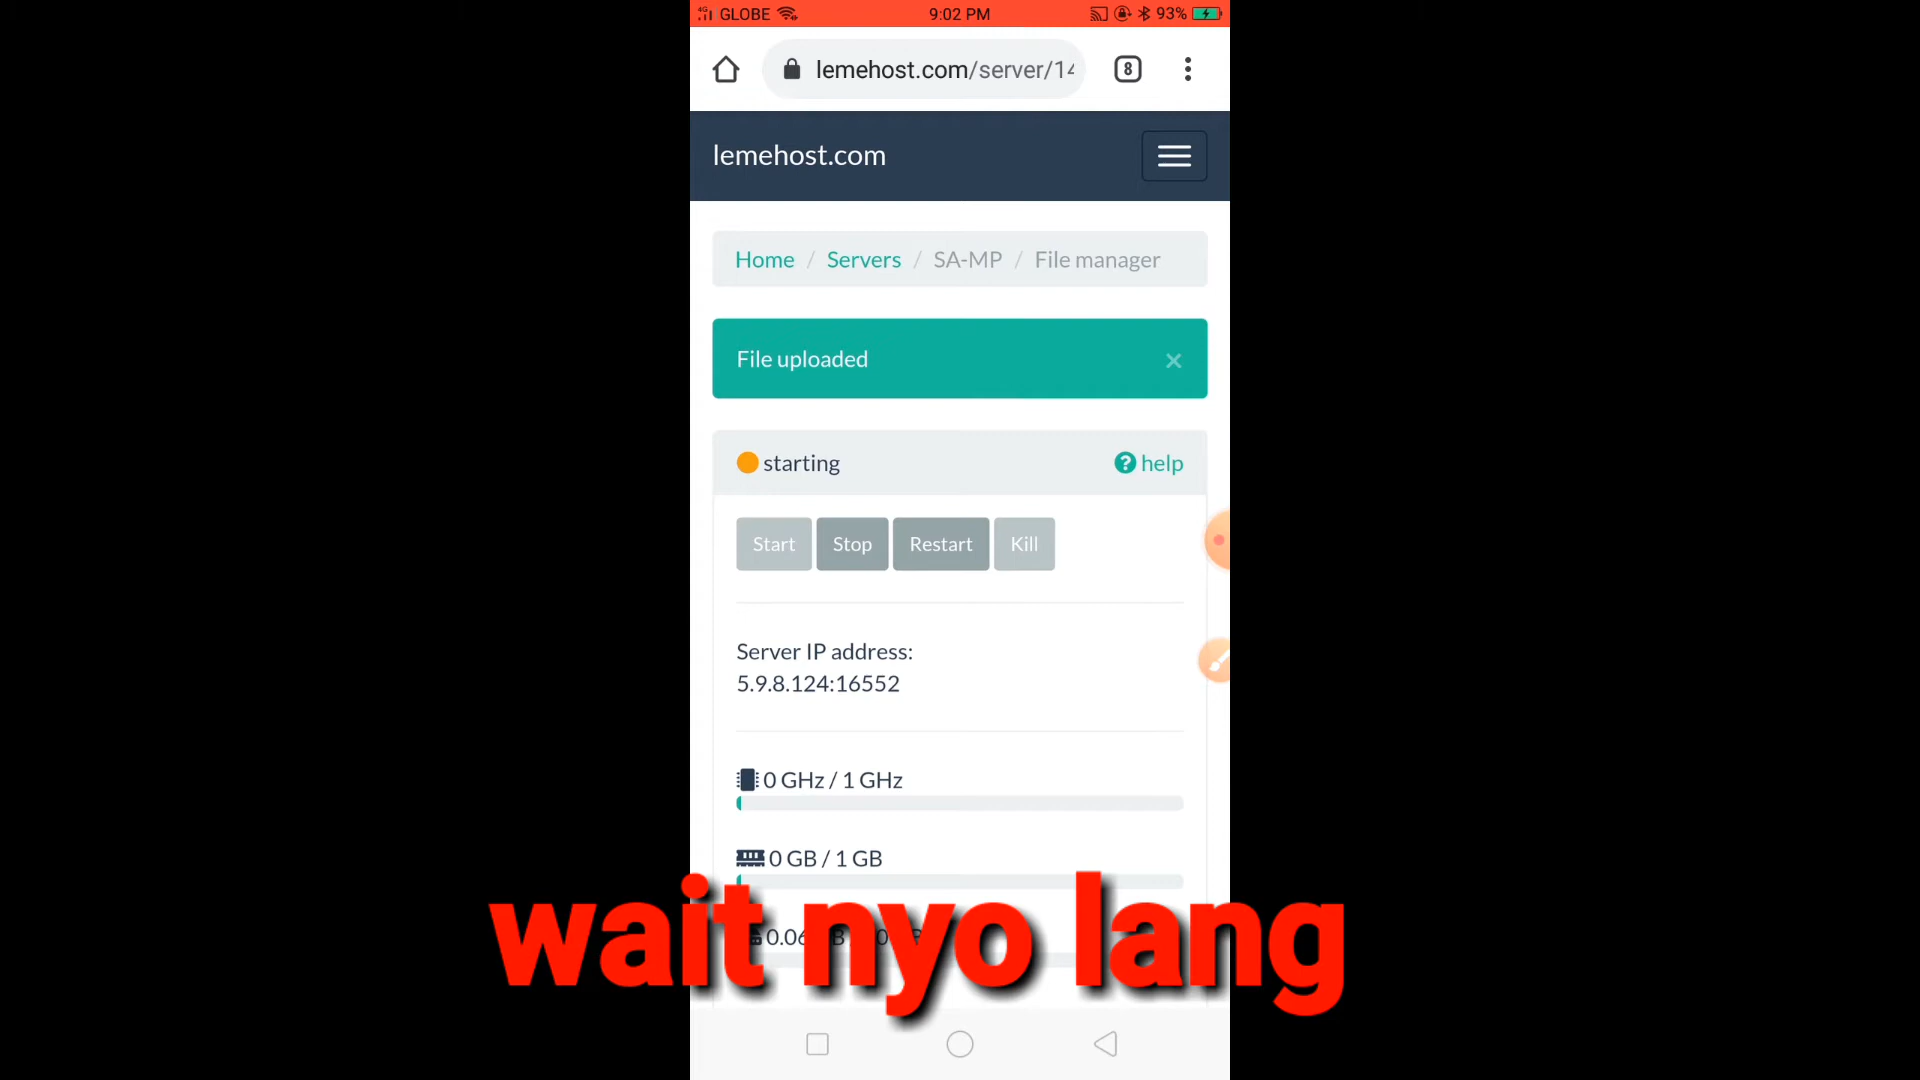 4G GLOBE 9:02 PM 93%
lemehost.com/server/14
8
lemehost.com
Home / Servers / SA-MP / File manager
File uploaded ×
starting ? help
Start Stop Restart Kill
Server IP address:
5.9.8.124:16552
0 GHz / 1 GHz
0 GB / 1 GB
wait nyo lang